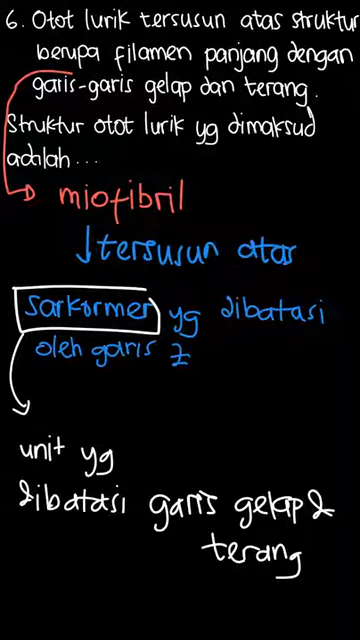 6. Otot lurik tersusun atas struktur
berupa filamen panjang dengan
garis-garis gelap dan terang.
Struktur otot lurik yg dimaksud
adalah...
miofibril
tersusun atas
sarkormer yg dibatasi
oleh garis z
unit yg
dibatasi garis gelap &
terang